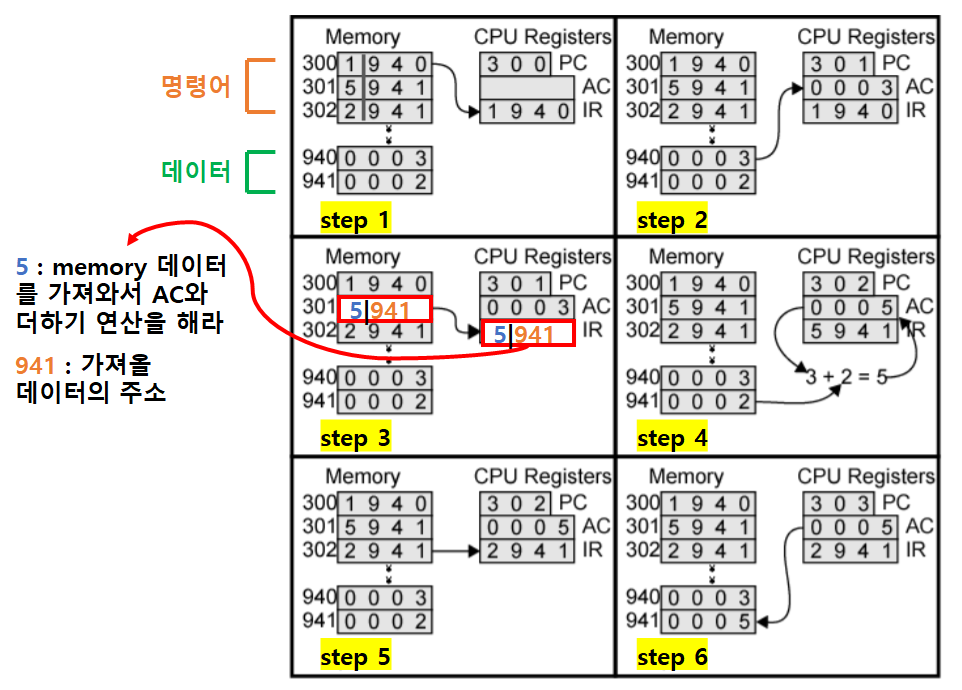 명령어
데이터
5 : memory 데이터
를 가져와서 AC와
더하기 연산을 해라
941 : 가져올
데이터의 주소
Memory CPU Registers
300 1 9 4 0 3 0 0 PC
301 5 9 4 1 AC
302 2 9 4 1 1 9 4 0 IR
940 0 0 0 3
941 0 0 0 2
step 1
Memory CPU Registers
300 1 9 4 0 3 0 1 PC
301 5 9 4 1 0 0 0 3 AC
302 2 9 4 1 1 9 4 0 IR
940 0 0 0 3
941 0 0 0 2
step 2
Memory CPU Registers
300 1 9 4 0 3 0 1 PC
301 5 941 0 0 0 3 AC
302 2 9 4 1 5 941 IR
940 0 0 0 3
941 0 0 0 2
step 3
Memory CPU Registers
300 1 9 4 0 3 0 2 PC
301 5 9 4 1 0 0 0 5 AC
302 2 9 4 1 5 9 4 1 IR
940 0 0 0 3 3 + 2 = 5
941 0 0 0 2
step 4
Memory CPU Registers
300 1 9 4 0 3 0 2 PC
301 5 9 4 1 0 0 0 5 AC
302 2 9 4 1 2 9 4 1 IR
940 0 0 0 3
941 0 0 0 2
step 5
Memory CPU Registers
300 1 9 4 0 3 0 3 PC
301 5 9 4 1 0 0 0 5 AC
302 2 9 4 1 2 9 4 1 IR
940 0 0 0 3
941 0 0 0 5
step 6